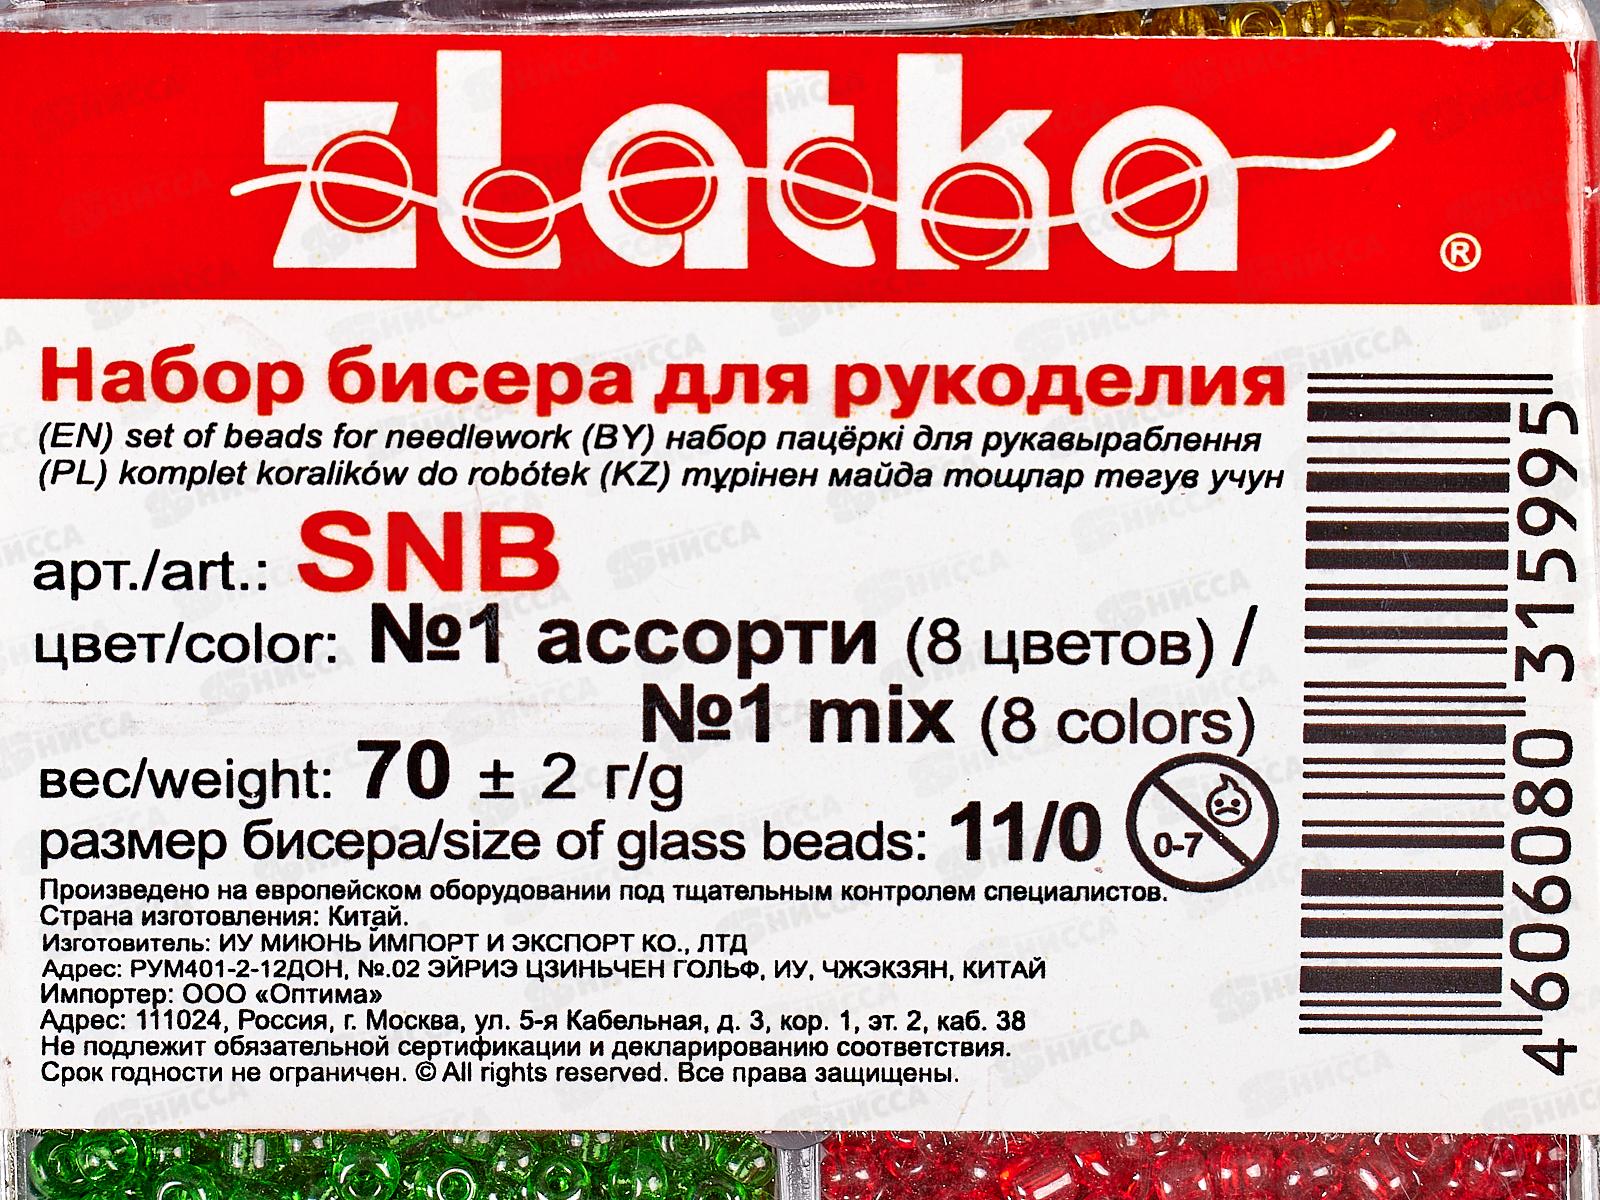 zlatka ®
Набор бисера для рукоделия
(EN) set of beads for needlework (BY) набор пацёркі для рукавыраблення
(PL) komplet koralików do robótek (KZ) тұрінен майда тощлар тегув учун
арт./art.: SNB
цвет/color: №1 ассорти (8 цветов) /
№1 mix (8 colors)
вес/weight: 70 ± 2 г/g
размер бисера/size of glass beads: 11/0
0-7
Произведено на европейском оборудовании под тщательным контролем специалистов.
Страна изготовления: Китай.
Изготовитель: ИУ МИЮНЬ ЙМПОРТ И ЭКСПОРТ КО., ЛТД
Адрес: РУМ401-2-12ДОН, №.02 ЭЙРИЭ ЦЗИНЬЧЕН ГОЛЬФ, ИУ, ЧЖЭКЗЯН, КИТАЙ
Импортер: ООО «Оптима»
Адрес: 111024, Россия, г. Москва, ул. 5-я Кабельная, д. 3, кор. 1, эт. 2, каб. 38
Не подлежит обязательной сертификации и декларированию соответствия.
Срок годности не ограничен. © All rights reserved. Все права защищены.
4 606080 315995
НИССА